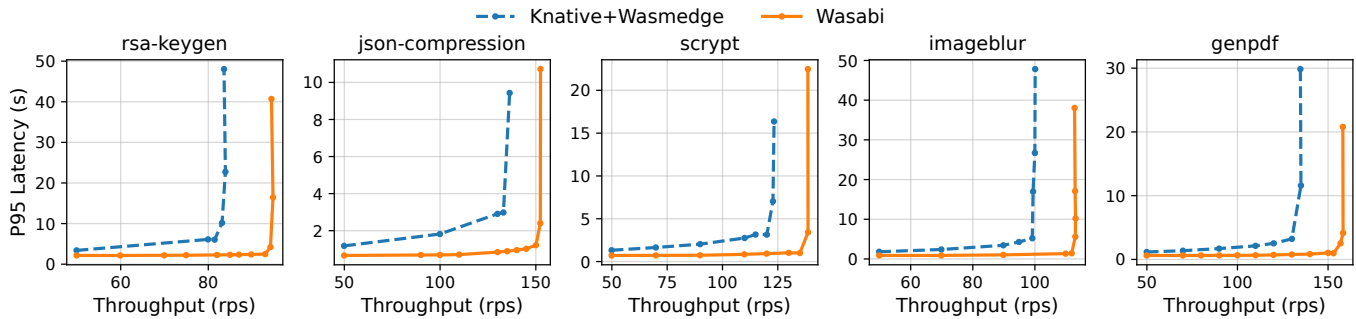 Knative+Wasmedge Wasabi
rsa-keygen json-compression scrypt imageblur genpdf
P95 Latency (s)
50
40
30
20
10
0
60 80
Throughput (rps)
10
8
6
4
2
50 100 150
Throughput (rps)
20
15
10
5
0
50 75 100 125
Throughput (rps)
50
40
30
20
10
0
60 80 100
Throughput (rps)
30
20
10
0
50 75 100 125 150
Throughput (rps)